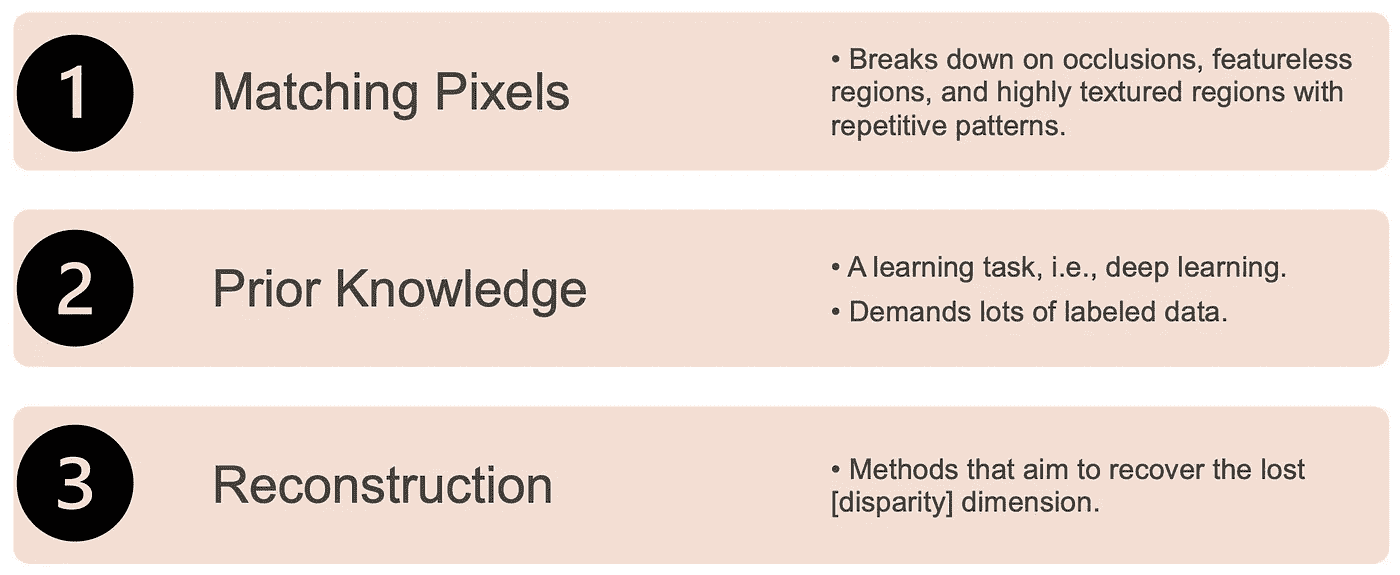 1
Matching Pixels
• Breaks down on occlusions, featureless
regions, and highly textured regions with
repetitive patterns.
2
Prior Knowledge
• A learning task, i.e., deep learning.
• Demands lots of labeled data.
3
Reconstruction
• Methods that aim to recover the lost
[disparity] dimension.